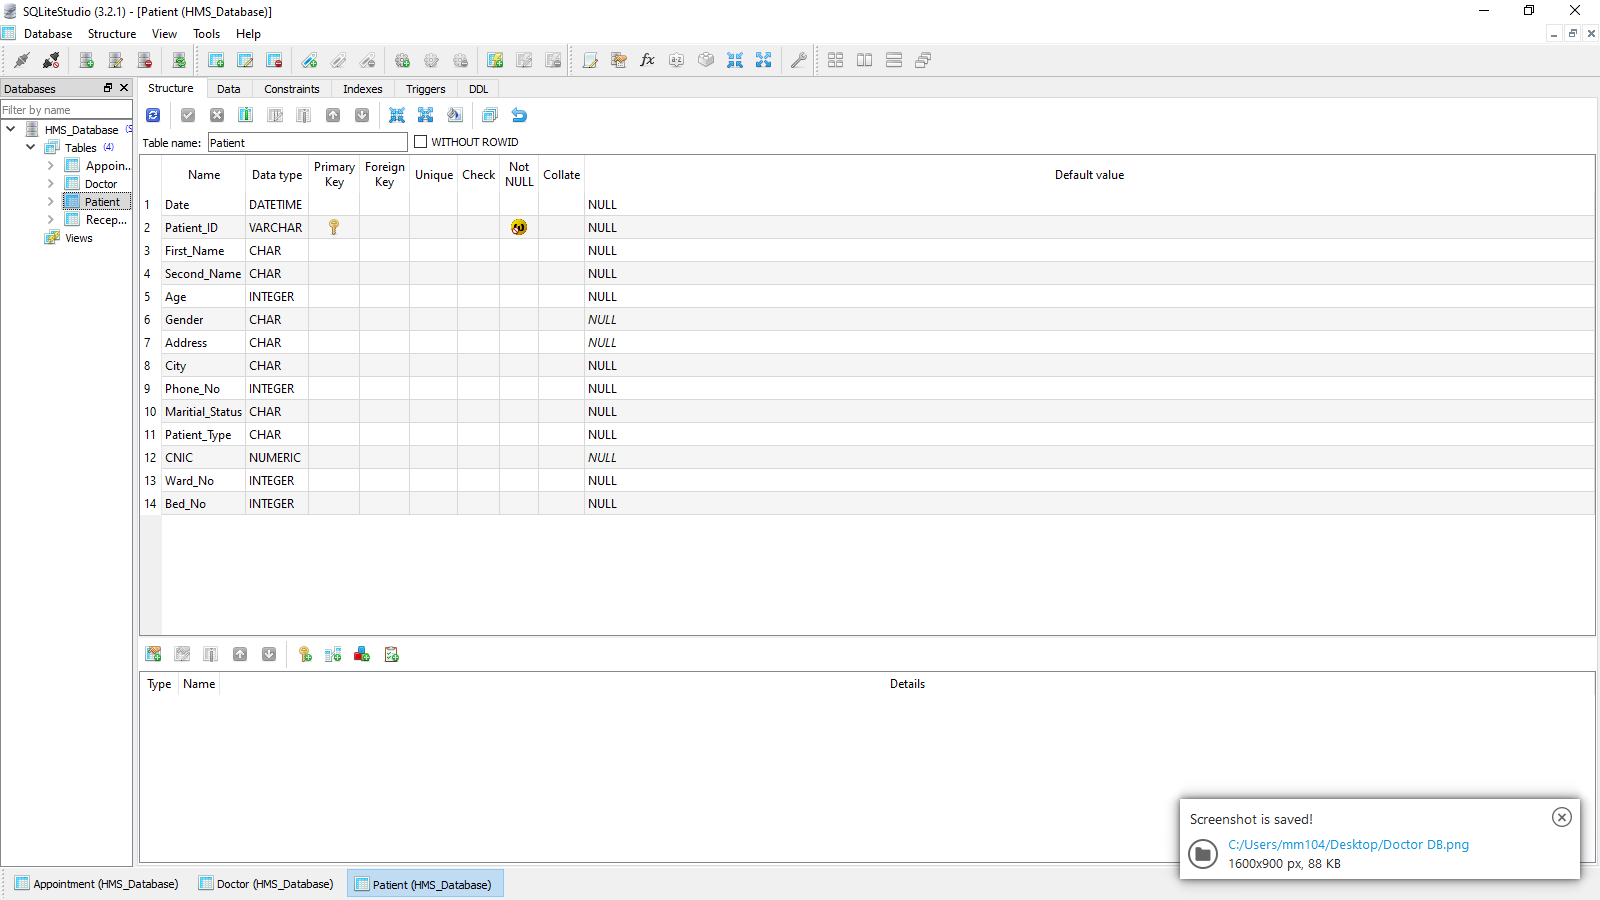 SQLiteStudio (3.2.1) - [Patient (HMS_Database)]
Database Structure View Tools Help
Databases
Structure Data Constraints Indexes Triggers DDL
Filter by name
HMS_Database (S
Tables (4)
Appoin...
Doctor
Patient
Recep...
Views
Table name: Patient WITHOUT ROWID
Name Data type Primary Key Foreign Key Unique Check Not NULL Collate Default value
1 Date DATETIME NULL
2 Patient_ID VARCHAR NULL
3 First_Name CHAR NULL
4 Second_Name CHAR NULL
5 Age INTEGER NULL
6 Gender CHAR NULL
7 Address CHAR NULL
8 City CHAR NULL
9 Phone_No INTEGER NULL
10 Maritial_Status CHAR NULL
11 Patient_Type CHAR NULL
12 CNIC NUMERIC NULL
13 Ward_No INTEGER NULL
14 Bed_No INTEGER NULL
Type Name Details
Screenshot is saved!
C:/Users/mm104/Desktop/Doctor DB.png
1600x900 px, 88 KB
Appointment (HMS_Database) Doctor (HMS_Database) Patient (HMS_Database)